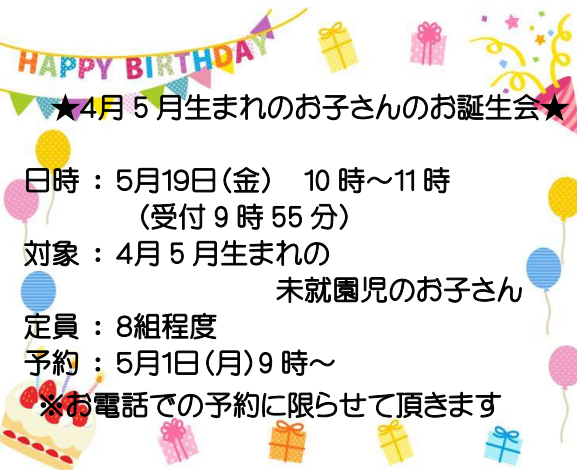 HAPPY BIRTHDAY
★4月5月生まれのお子さんのお誕生会★
日時：5月19日(金)　10時～11時
(受付9時55分)
対象：4月5月生まれの
未就園児のお子さん
定員：8組程度
予約：5月1日(月)9時～
※お電話での予約に限らせて頂きます